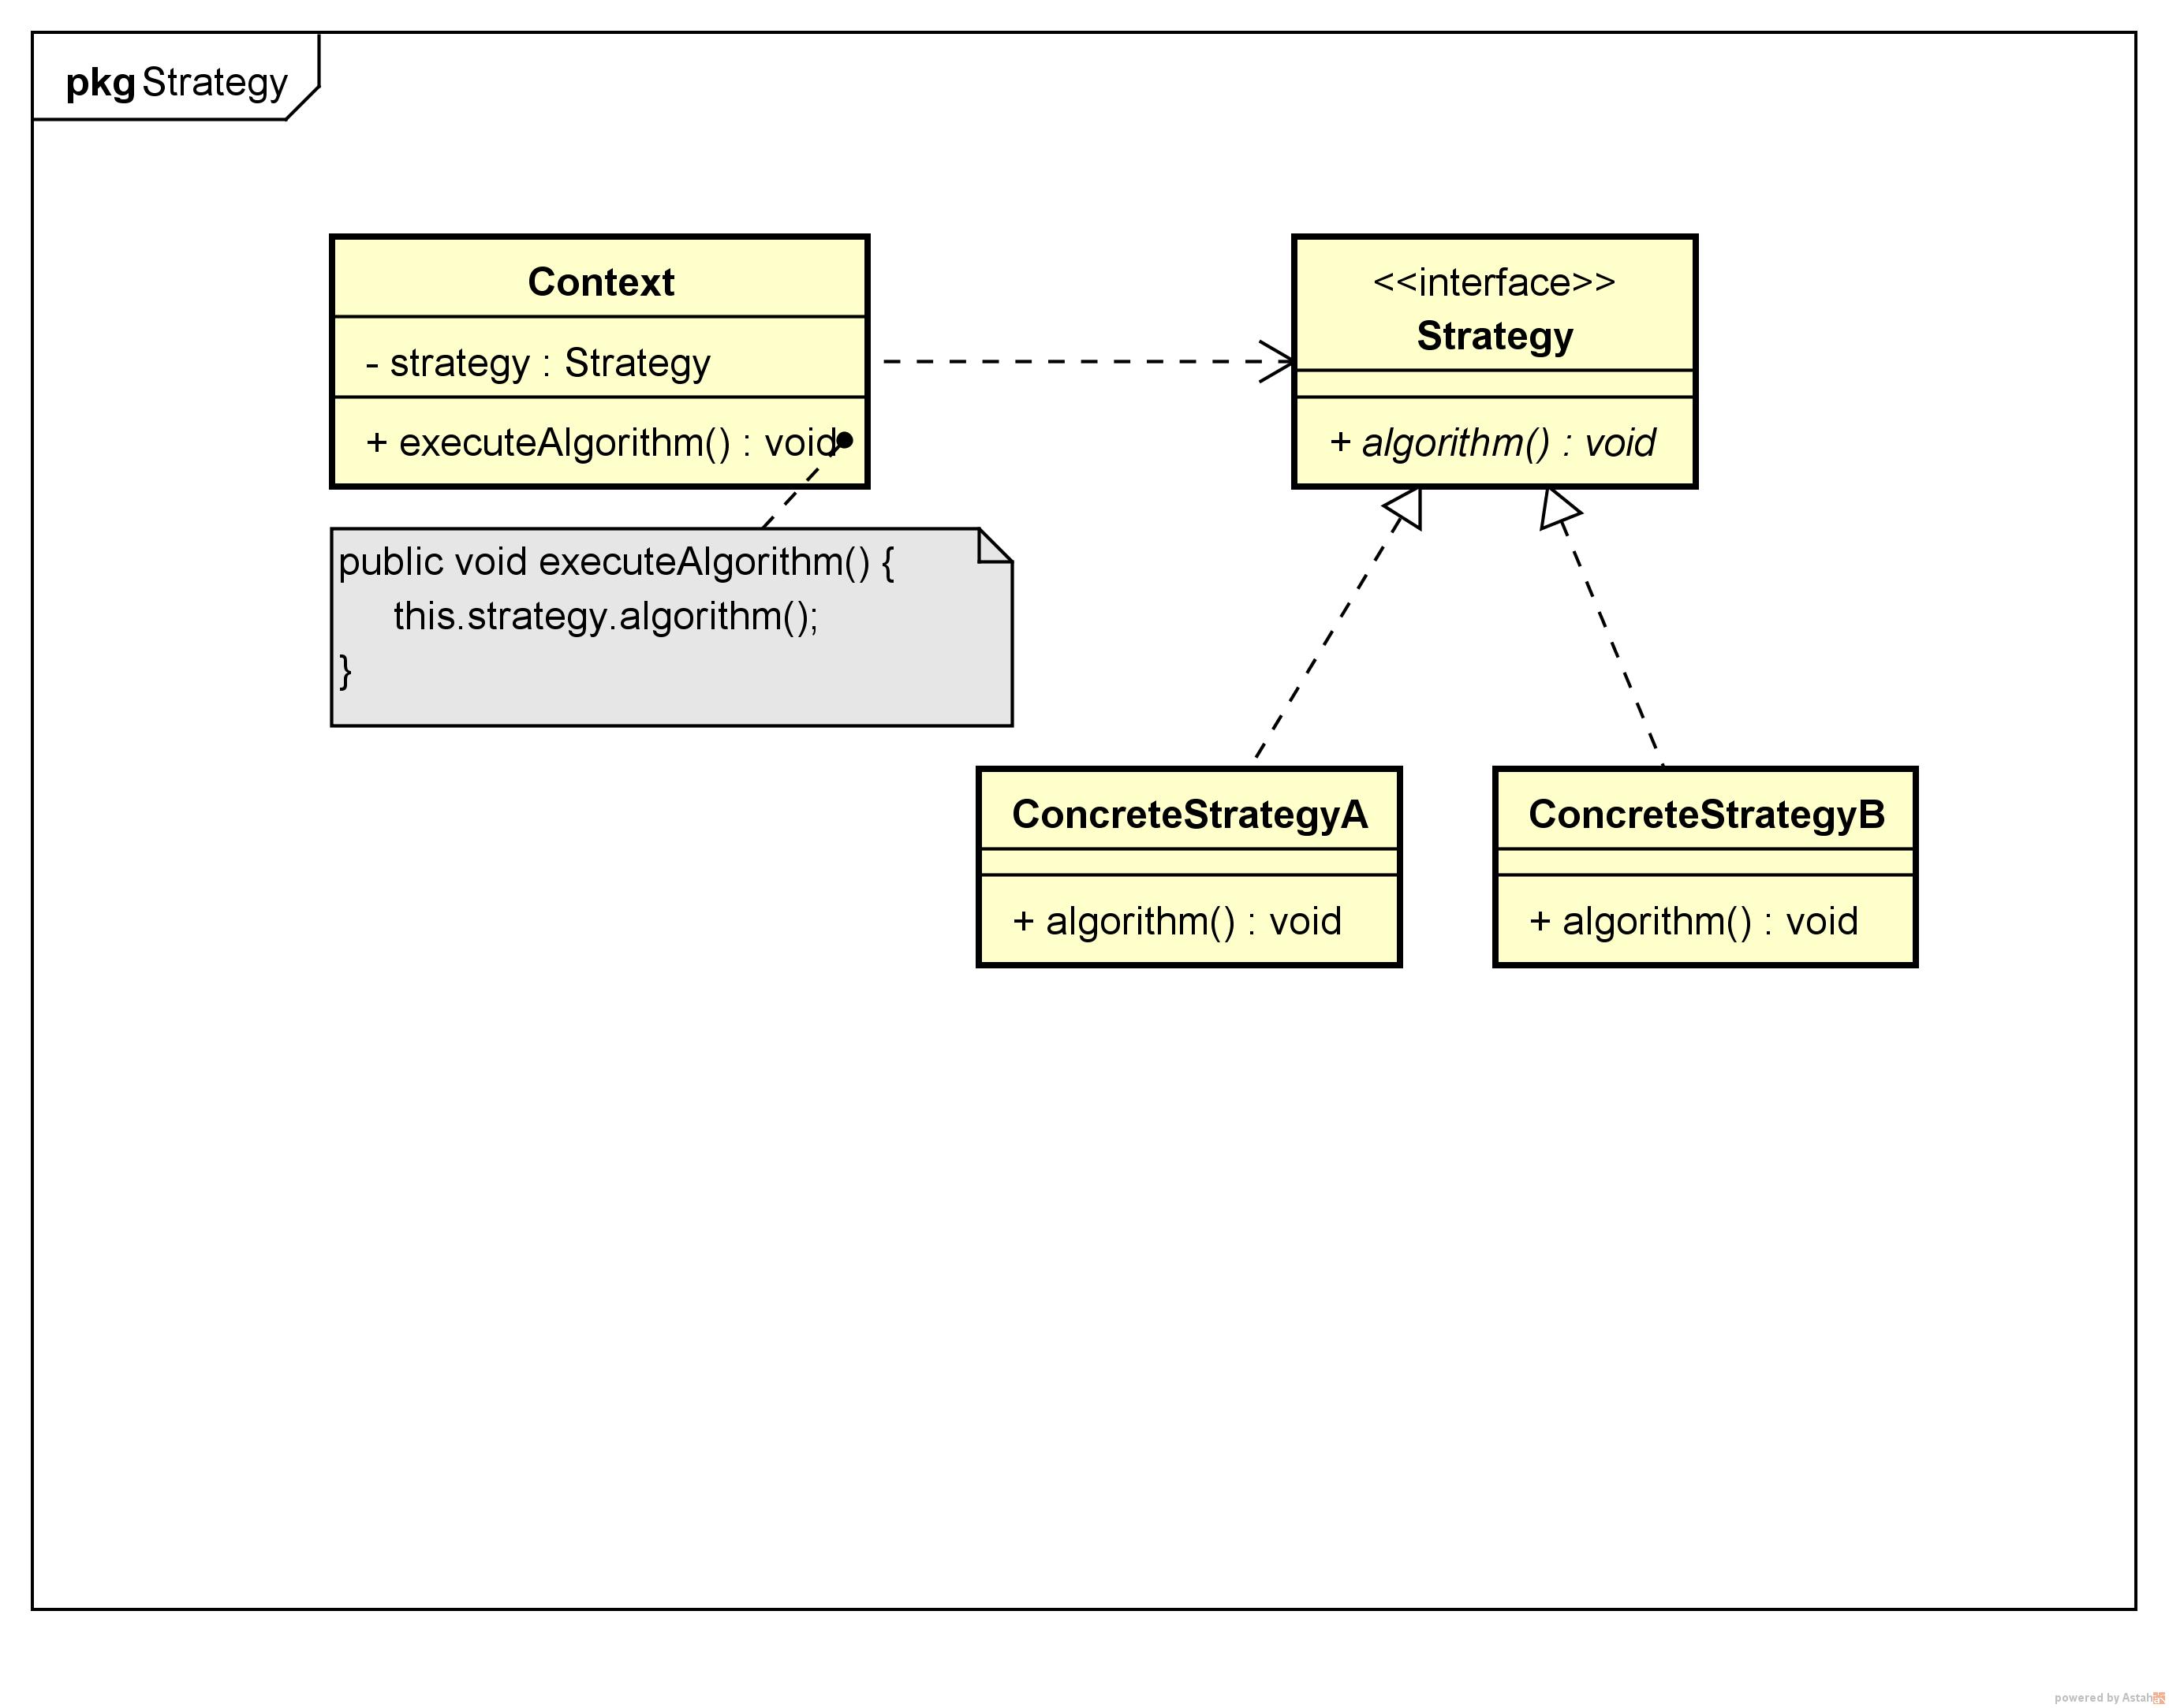 pkg Strategy
Context
- strategy : Strategy
+ executeAlgorithm() : void
<<interface>>
Strategy
+ algorithm() : void
public void executeAlgorithm() {
this.strategy.algorithm();
}
ConcreteStrategyA
+ algorithm() : void
ConcreteStrategyB
+ algorithm() : void
powered by Astah